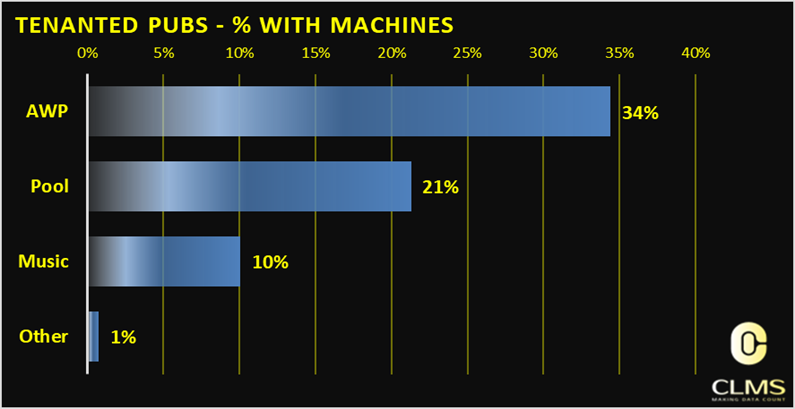 TENANTED PUBS - % WITH MACHINES
0% 5% 10% 15% 20% 25% 30% 35% 40%
AWP 34%
Pool 21%
Music 10%
Other 1%
CLMS
MAKING DATA COUNT